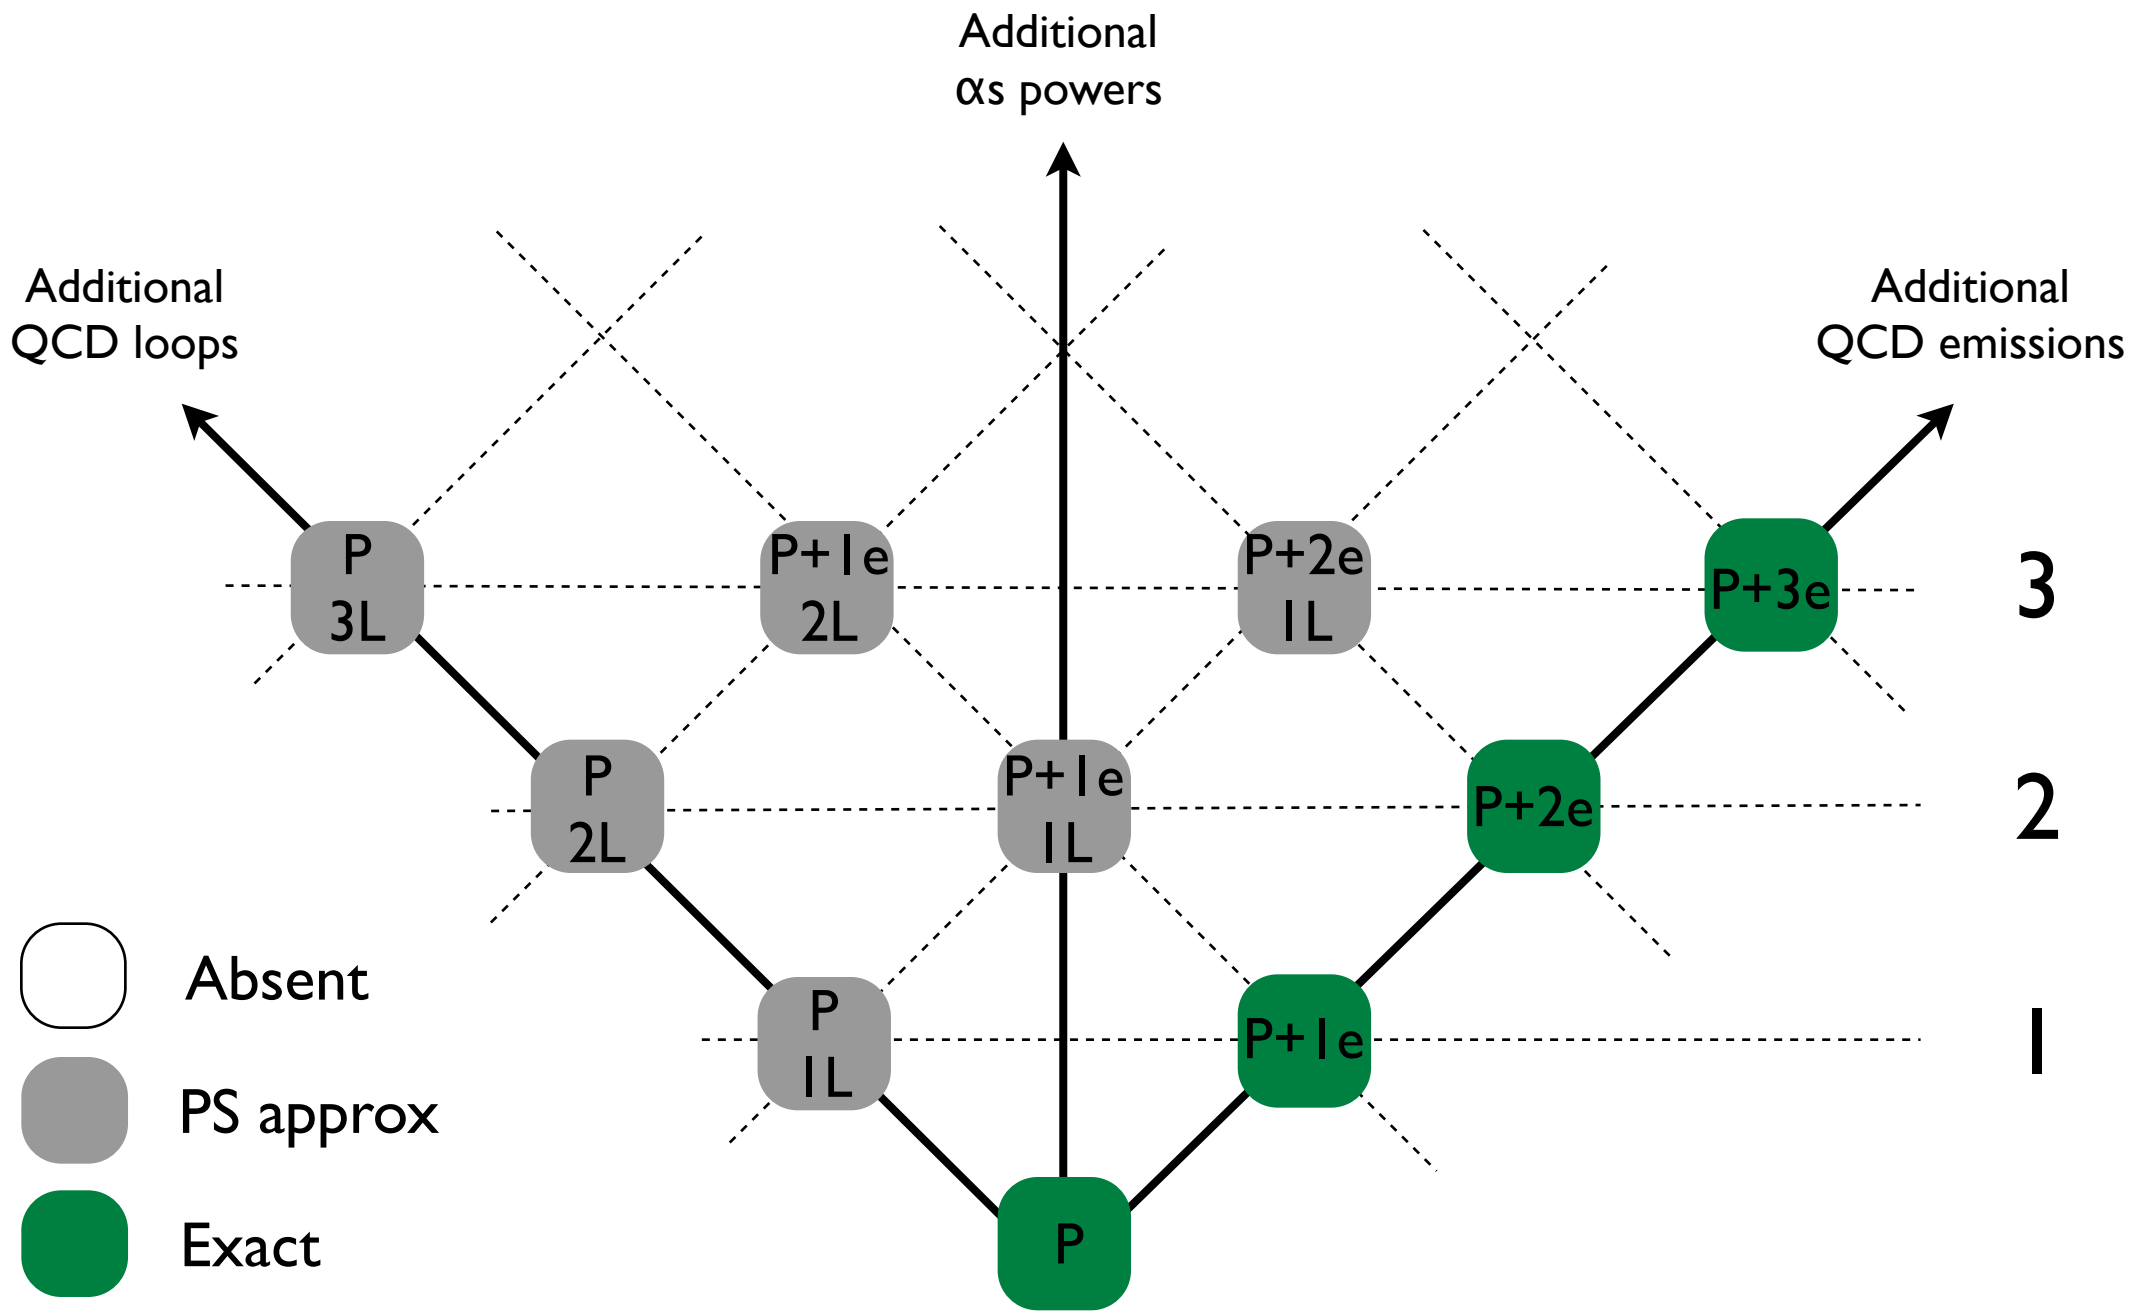 Additional
αs powers
Additional
QCD loops
Additional
QCD emissions
P
3L
P+1e
2L
P+2e
1L
P+3e
3
P
2L
P+1e
1L
P+2e
2
P
1L
P+1e
1
P
Absent
PS approx
Exact